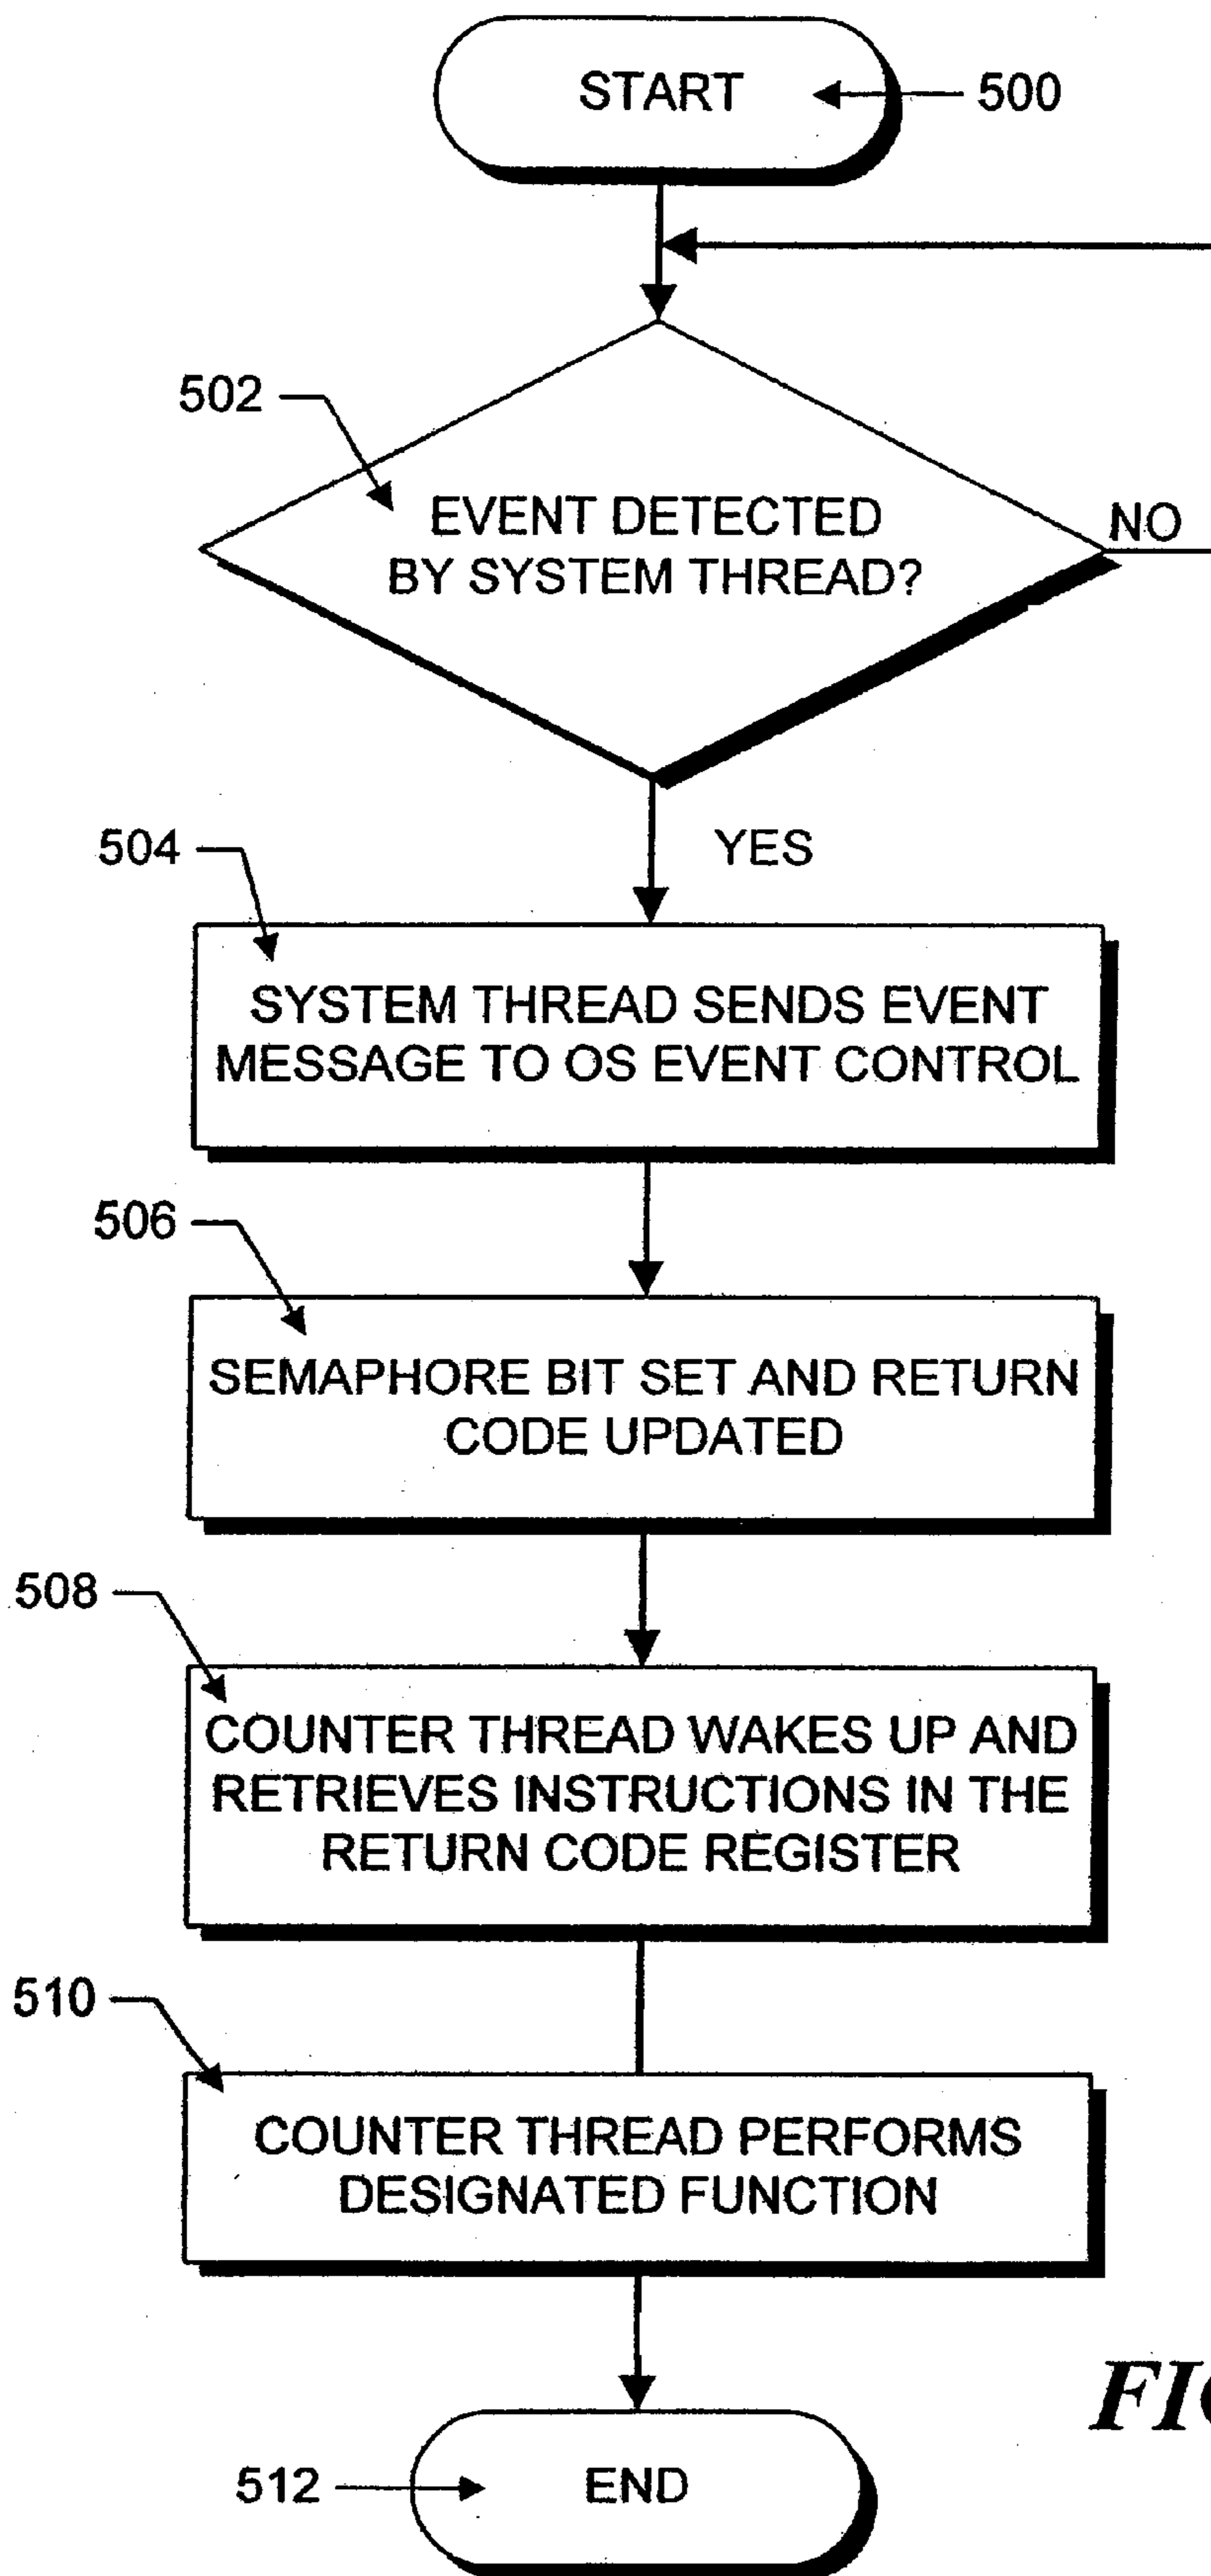 START
500
502
EVENT DETECTED
BY SYSTEM THREAD?
NO
504
YES
SYSTEM THREAD SENDS EVENT
MESSAGE TO OS EVENT CONTROL
506
SEMAPHORE BIT SET AND RETURN
CODE UPDATED
508
COUNTER THREAD WAKES UP AND
RETRIEVES INSTRUCTIONS IN THE
RETURN CODE REGISTER
510
COUNTER THREAD PERFORMS
DESIGNATED FUNCTION
512
END